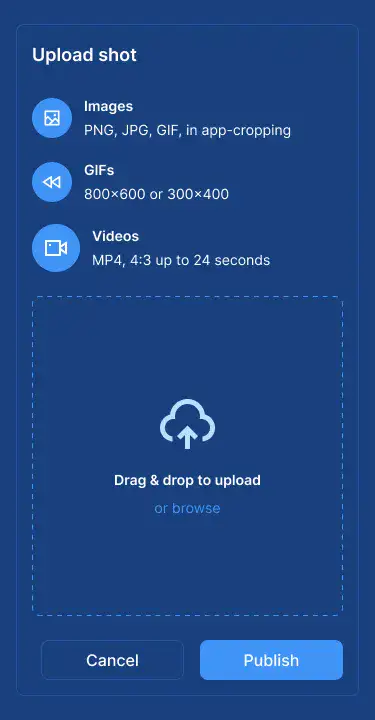 Upload shot
Images
PNG, JPG, GIF, in app-cropping
GIFs
800×600 or 300×400
Videos
MP4, 4:3 up to 24 seconds
Drag & drop to upload
or browse
Cancel
Publish